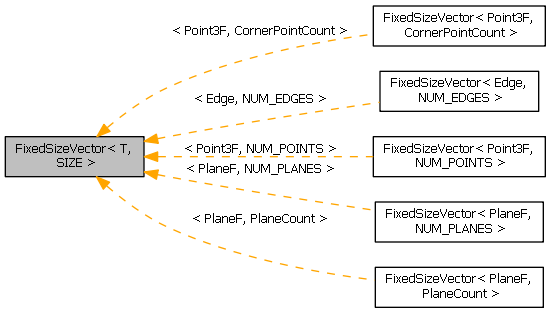 FixedSizeVector< T,
SIZE >
< Point3F, CornerPointCount >
FixedSizeVector< Point3F,
CornerPointCount >
< Edge, NUM_EDGES >
FixedSizeVector< Edge,
NUM_EDGES >
< Point3F, NUM_POINTS >
FixedSizeVector< Point3F,
NUM_POINTS >
< PlaneF, NUM_PLANES >
FixedSizeVector< PlaneF,
NUM_PLANES >
< PlaneF, PlaneCount >
FixedSizeVector< PlaneF,
PlaneCount >